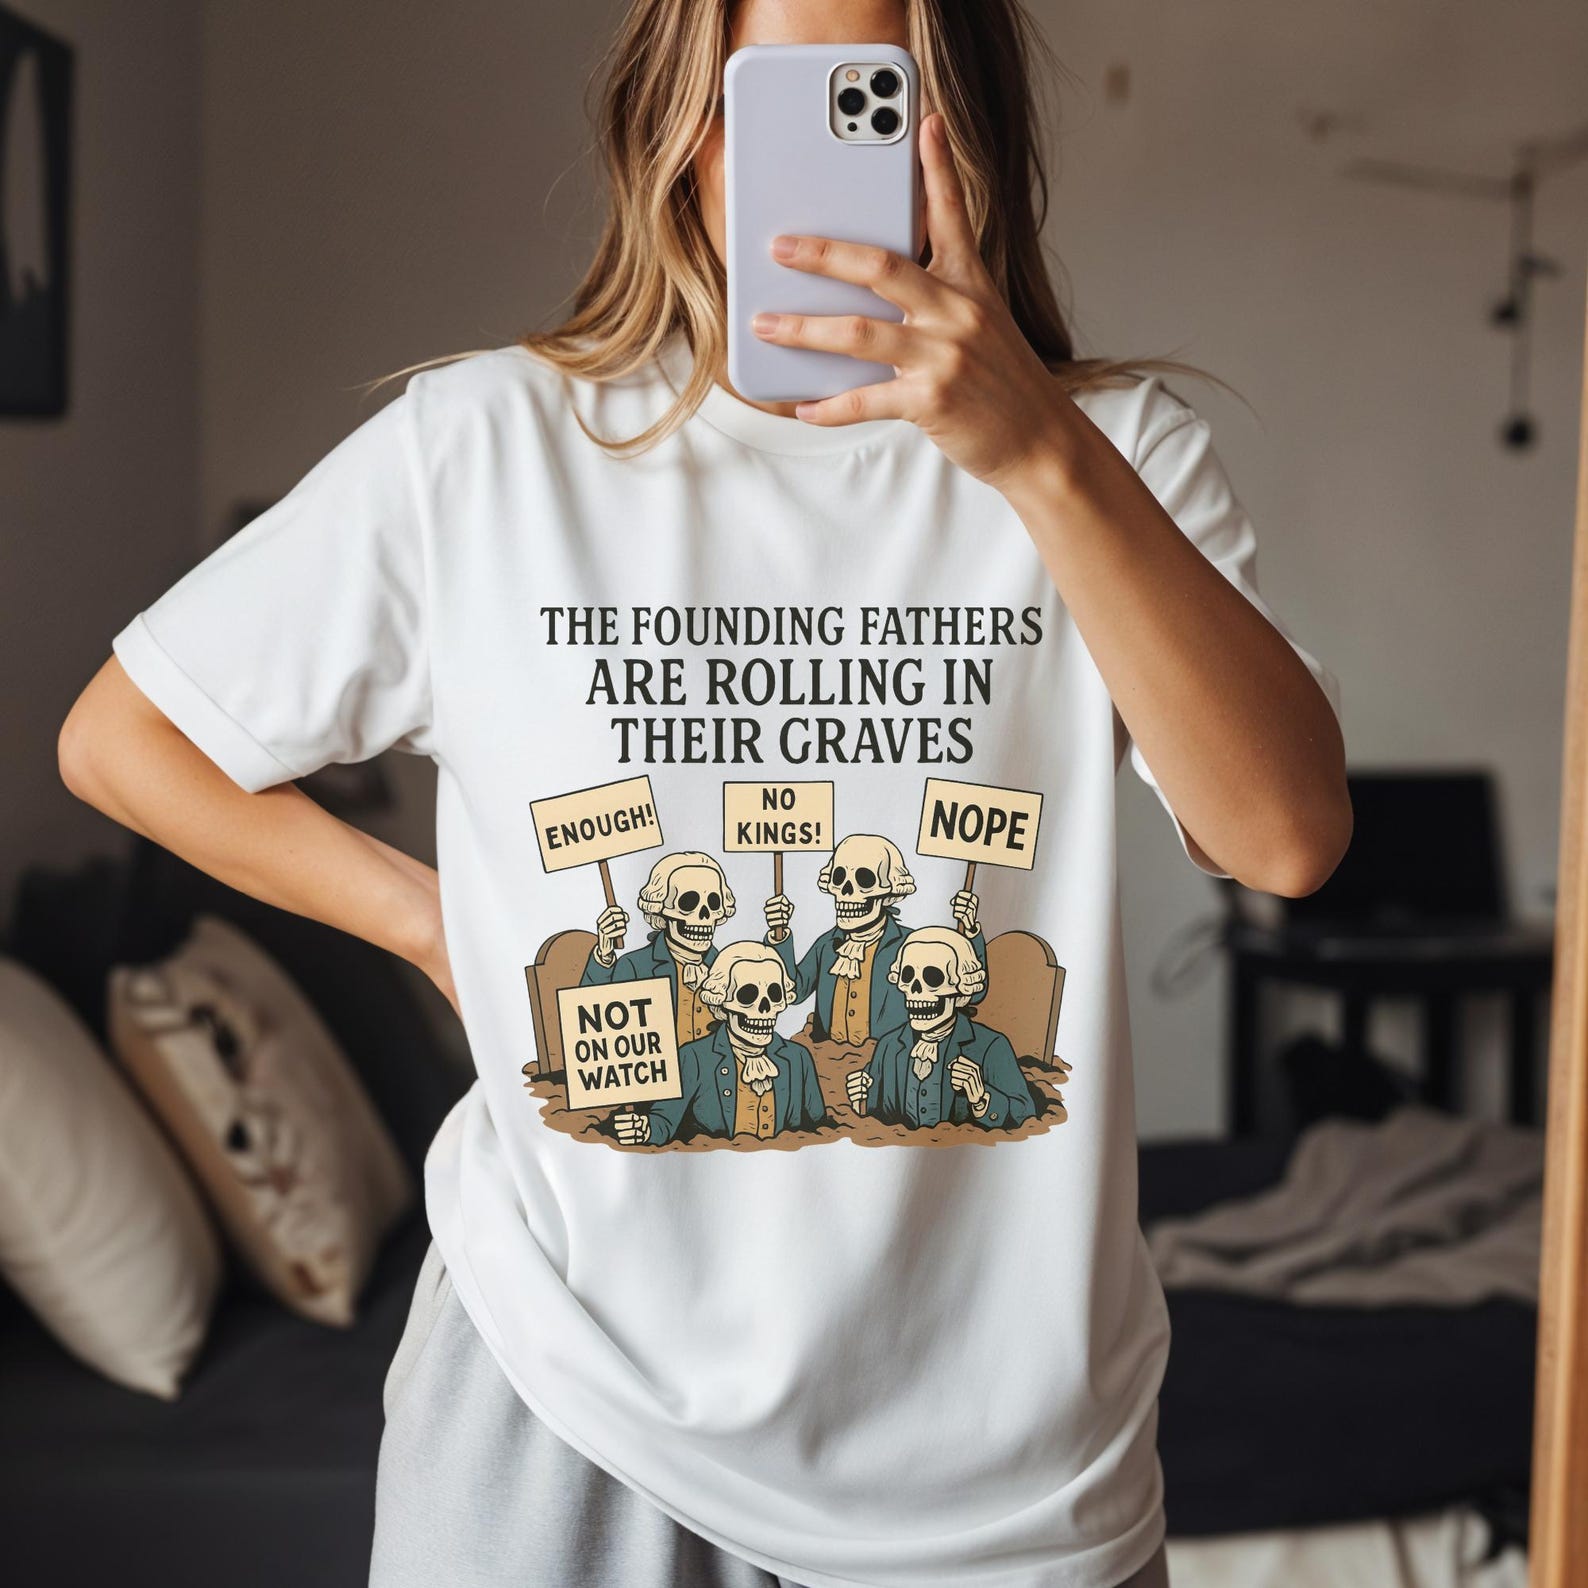 THE FOUNDING FATHERS
ARE ROLLING IN
THEIR GRAVES
ENOUGH!
NO
KINGS!
NOPE
NOT
ON OUR
WATCH